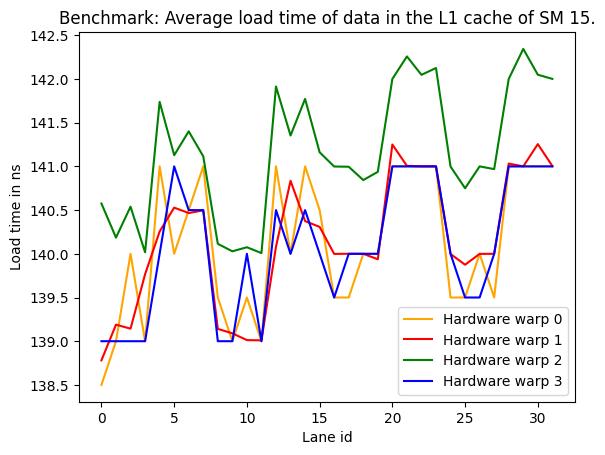 Benchmark: Average load time of data in the L1 cache of SM 15.
142.5
142.0
141.5
141.0
140.5
140.0
139.5
139.0
138.5
Load time in ns
0 5 10 15 20 25 30
Lane id
Hardware warp 0
Hardware warp 1
Hardware warp 2
Hardware warp 3